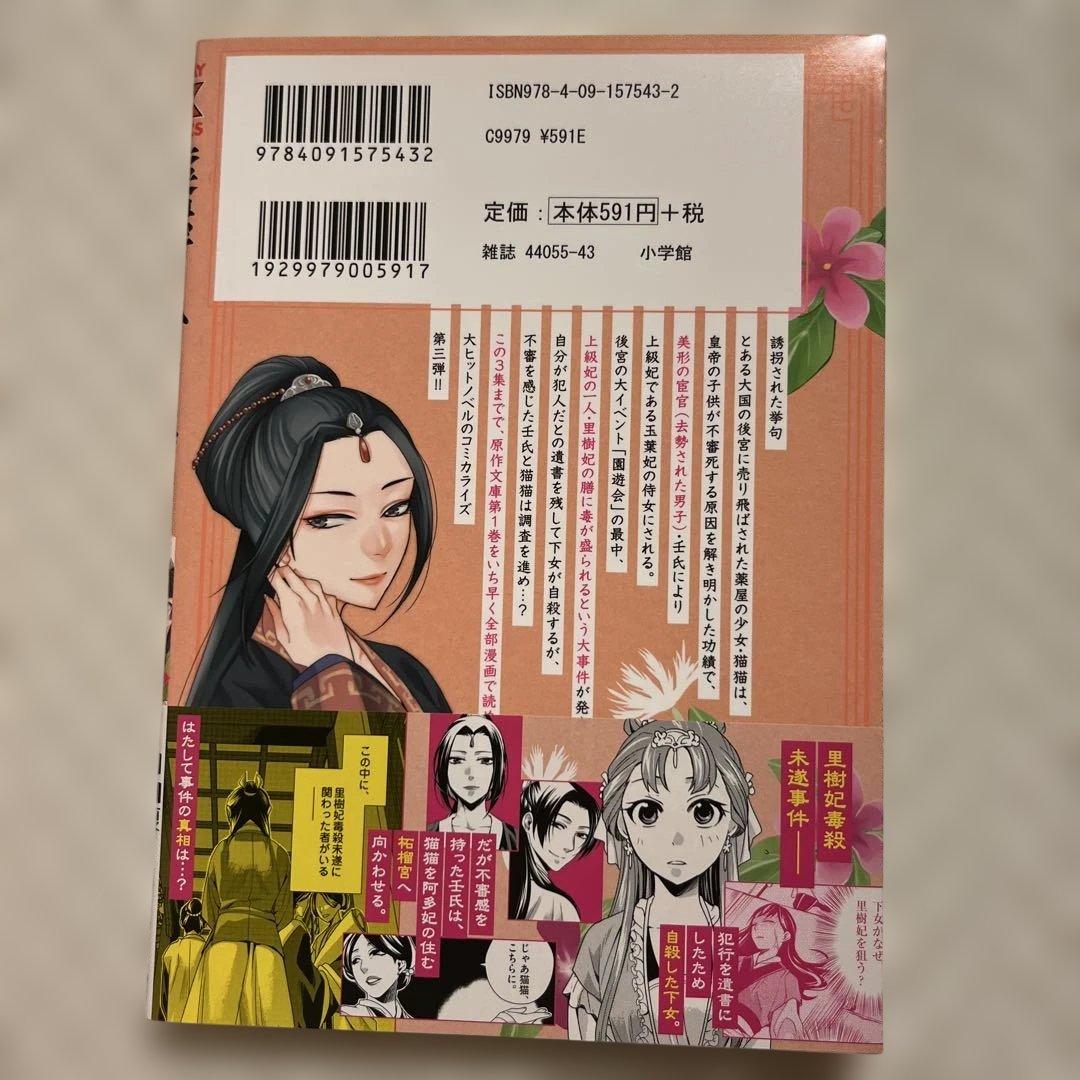 ISBN978-4-09-157543-2
C9979 ¥591E
9784091575432
定価:本体591円+税
1929979005917
雑誌 44055-43
小学館
誘拐された挙句
とある大国の後宮に売り飛ばされた薬屋の少女・猫猫は、
皇帝の子供が不審死する原因を解き明かした功績で、
美形の宦官(去勢された男子)・壬氏により
上級妃である玉葉妃の侍女にされる。
後宮の大イベント「園遊会」の最中、
上級妃の一人・里樹妃の膳に毒が盛られるという大事件が発
自分が犯人だとの遺書を残して下女が自殺するが、
不審を感じた壬氏と猫猫は調査を進め…?
この3集までで、原作文庫第1巻をいち早く全部漫画で読め
大ヒットノベルのコミカライズ
第三弾!!
里樹妃毒殺
未遂事件――
下女がなぜ
里樹妃を狙う?
犯行を遺書に
したため
自殺した下女。
だが不審感を
持った壬氏は、
猫猫を阿多妃の住む
柘榴宮へ
向かわせる。
じゃあ猫猫、
こちらに。
この中に、
里樹妃毒殺未遂に
関わった者がいる
はたして事件の真相は…?